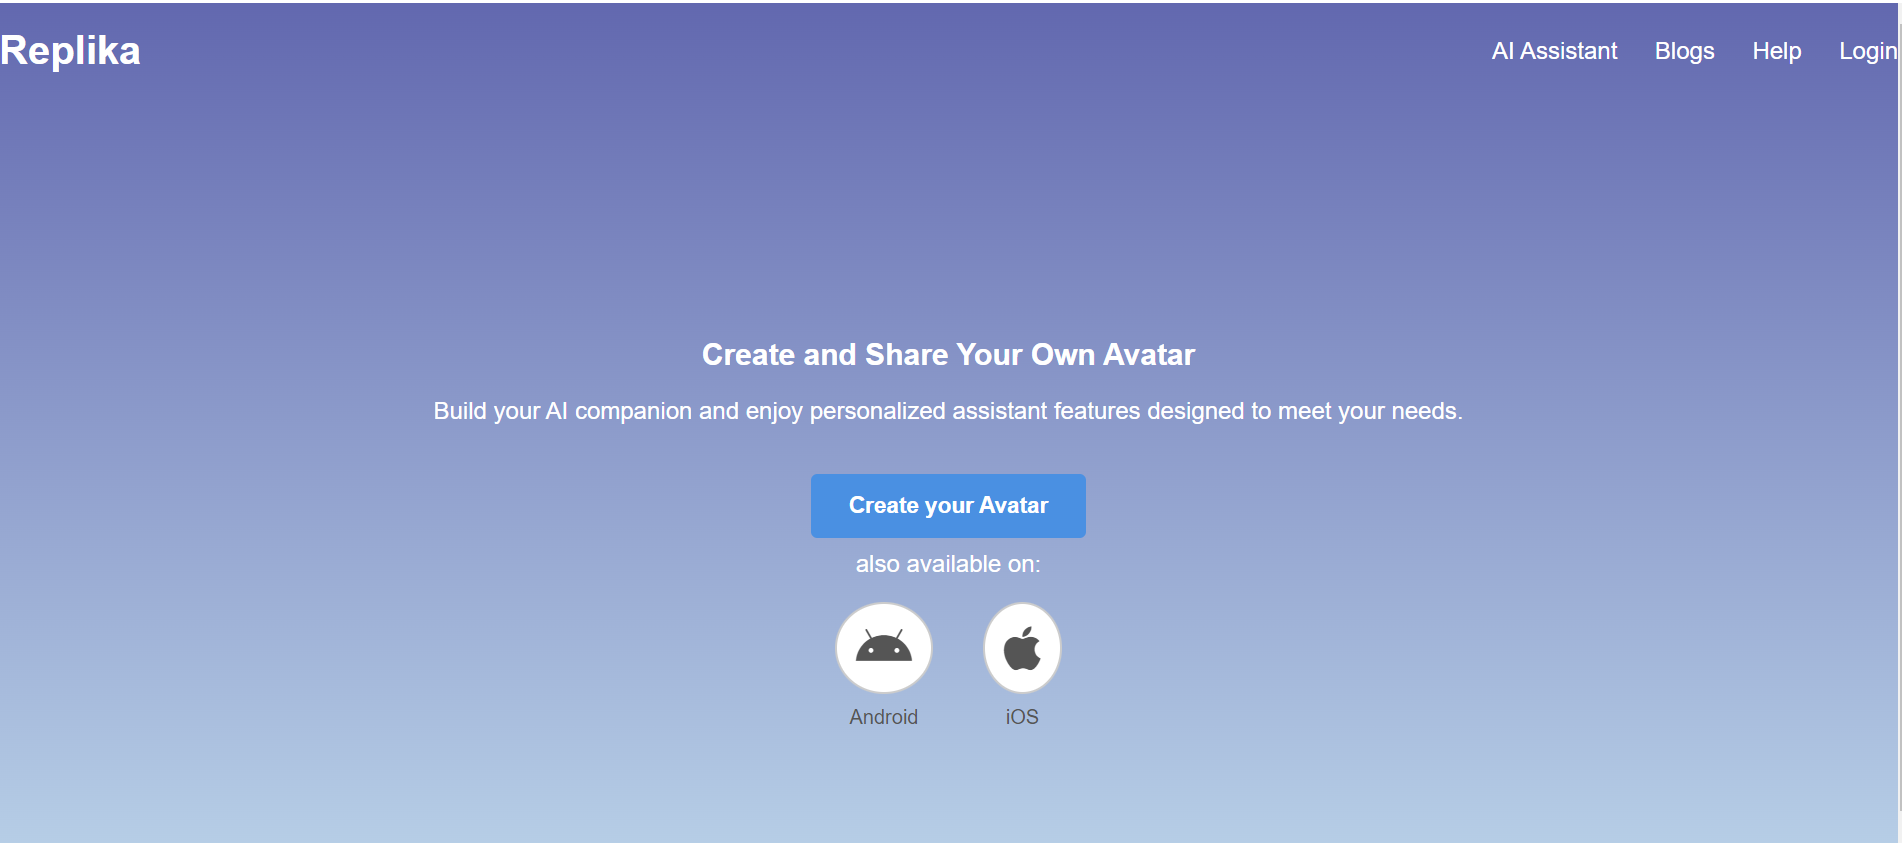 Replika
AI Assistant Blogs Help Login
Create and Share Your Own Avatar
Build your AI companion and enjoy personalized assistant features designed to meet your needs.
Create your Avatar
also available on:
Android iOS